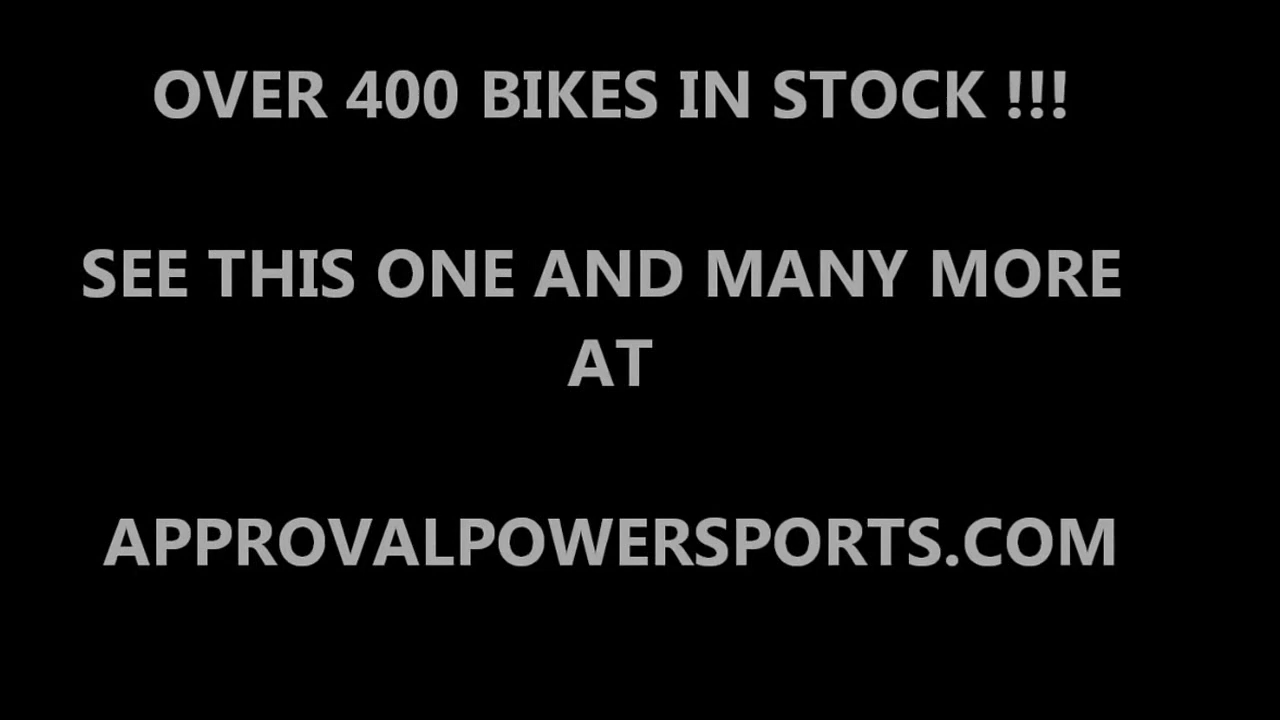 OVER 400 BIKES IN STOCK !!!
SEE THIS ONE AND MANY MORE
AT
APPROVALPOWERSPORTS.COM